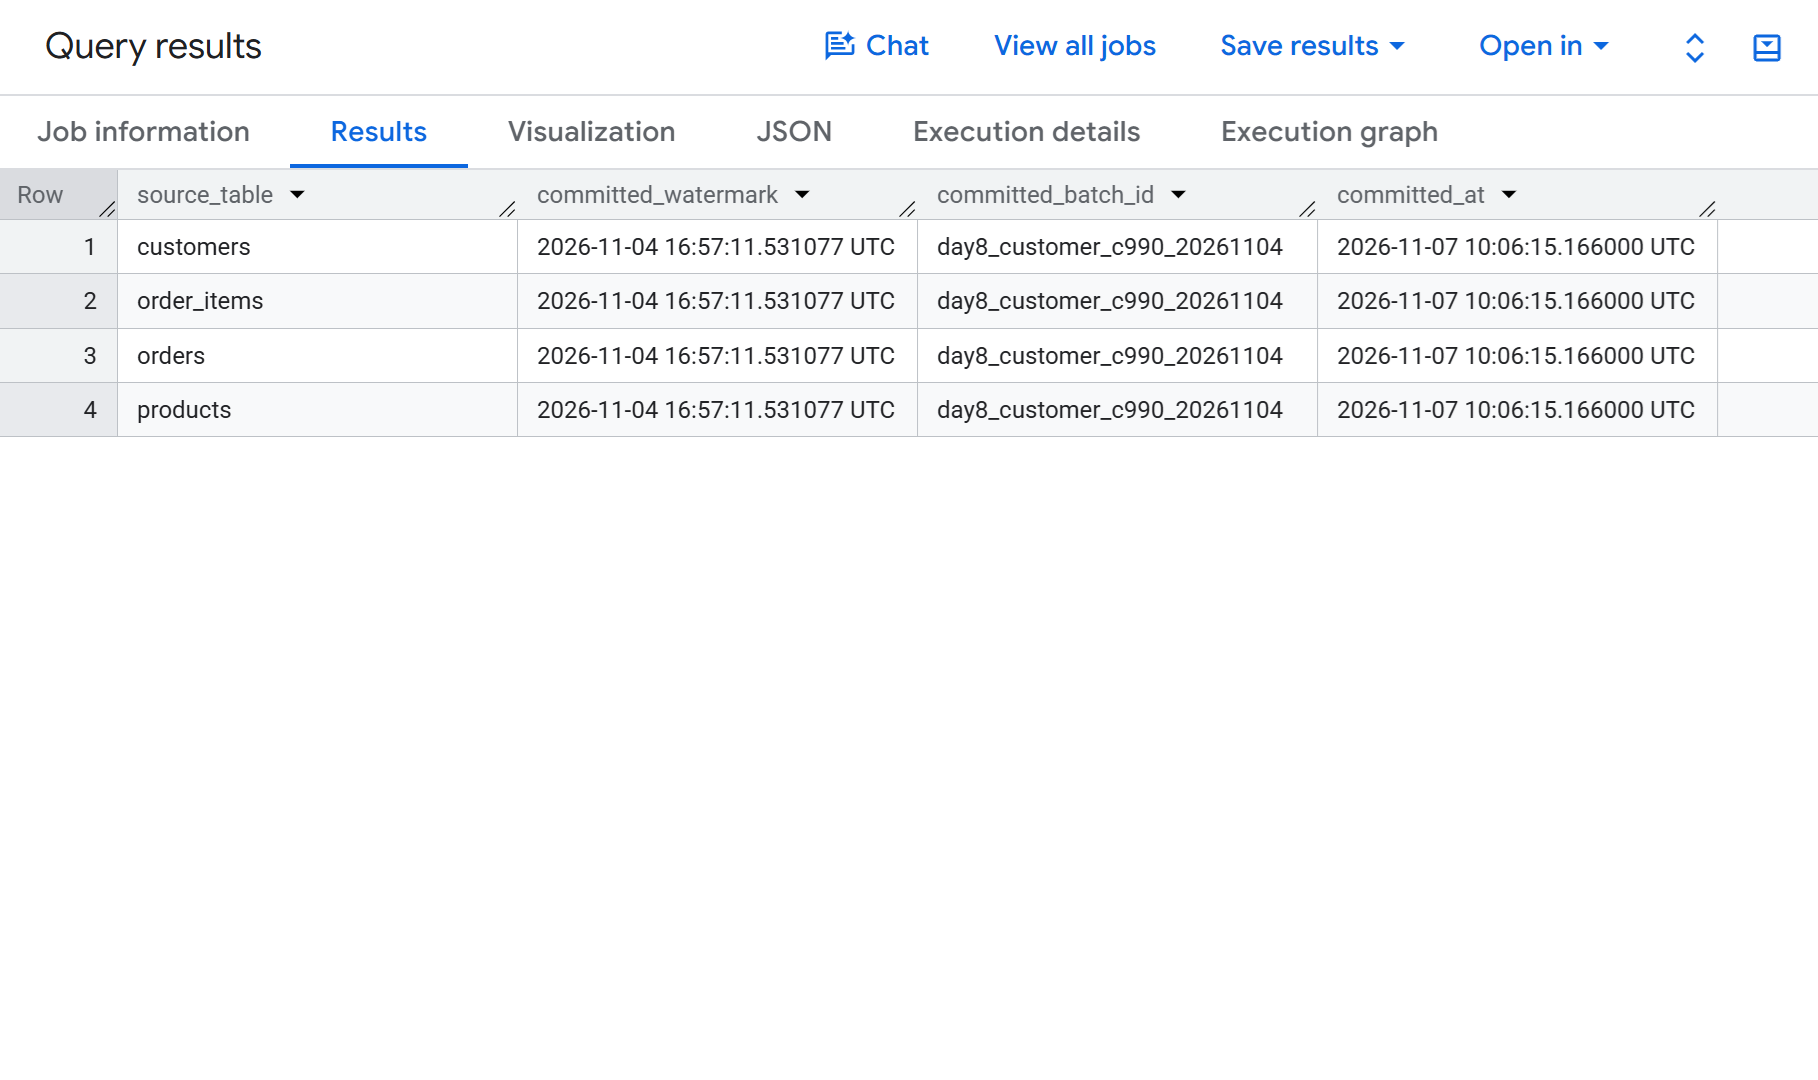 Query results Chat View all jobs Save results Open in
Job information Results Visualization JSON Execution details Execution graph
Row source_table committed_watermark committed_batch_id committed_at
1 customers 2026-11-04 16:57:11.531077 UTC day8_customer_c990_20261104 2026-11-07 10:06:15.166000 UTC
2 order_items 2026-11-04 16:57:11.531077 UTC day8_customer_c990_20261104 2026-11-07 10:06:15.166000 UTC
3 orders 2026-11-04 16:57:11.531077 UTC day8_customer_c990_20261104 2026-11-07 10:06:15.166000 UTC
4 products 2026-11-04 16:57:11.531077 UTC day8_customer_c990_20261104 2026-11-07 10:06:15.166000 UTC